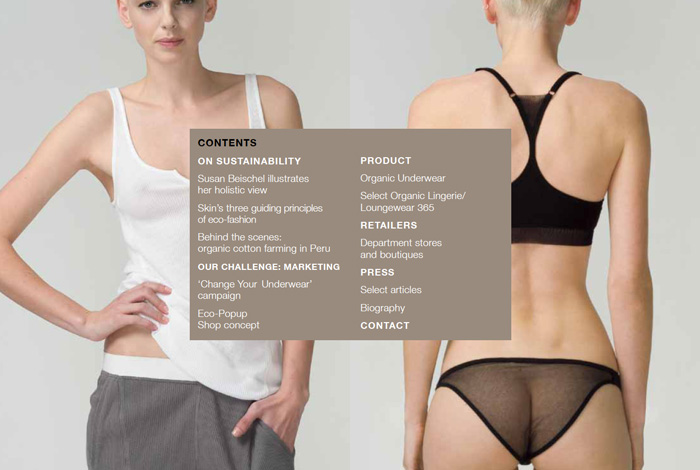 CONTENTS
ON SUSTAINABILITY
Susan Beischel illustrates
her holistic view
Skin's three guiding principles
of eco-fashion
Behind the scenes:
organic cotton farming in Peru
OUR CHALLENGE: MARKETING
'Change Your Underwear'
campaign
Eco-Popup
Shop concept
PRODUCT
Organic Underwear
Select Organic Lingerie/
Loungewear 365
RETAILERS
Department stores
and boutiques
PRESS
Select articles
Biography
CONTACT